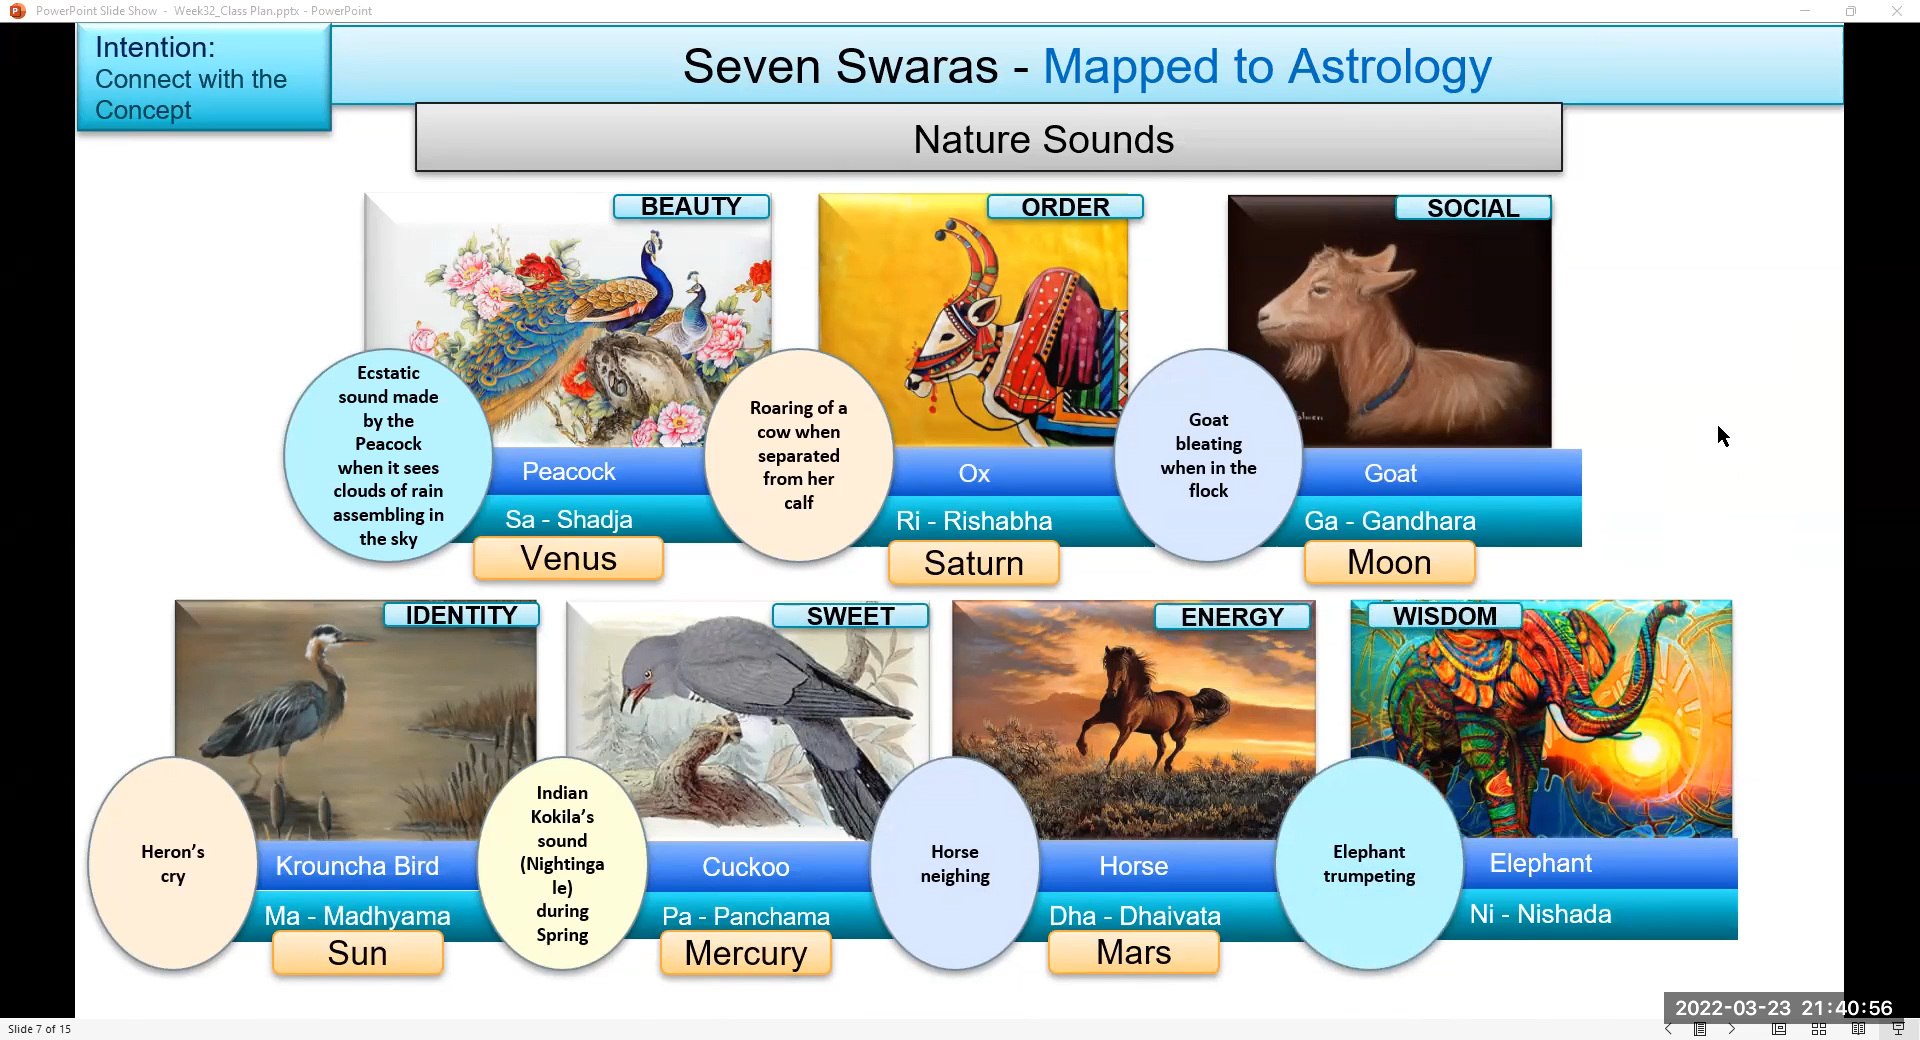 PowerPoint Slide Show - Week32_Class Plan.pptx - PowerPoint
Intention:
Connect with the
Concept
Seven Swaras - Mapped to Astrology
Nature Sounds
BEAUTY
Ecstatic
sound made
by the
Peacock
when it sees
clouds of rain
assembling in
the sky
Peacock
Sa - Shadja
Venus
ORDER
Roaring of a
cow when
separated
from her
calf
Ox
Ri - Rishabha
Saturn
SOCIAL
Goat
bleating
when in the
flock
Goat
Ga - Gandhara
Moon
IDENTITY
Heron's
cry
Krouncha Bird
Ma - Madhyama
Sun
SWEET
Indian
Kokila's
sound
(Nightinga
le)
during
Spring
Cuckoo
Pa - Panchama
Mercury
ENERGY
Horse
neighing
Horse
Dha - Dhaivata
Mars
WISDOM
Elephant
trumpeting
Elephant
Ni - Nishada
2022-03-23 21:40:56
Slide 7 of 15